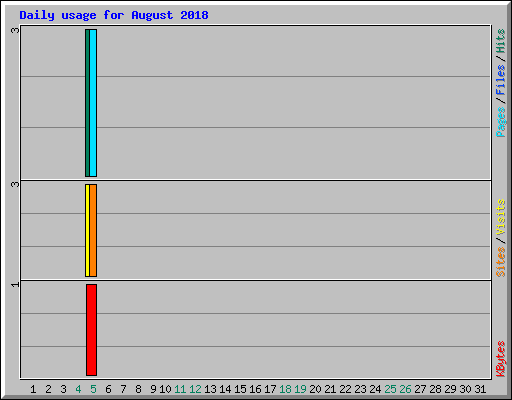 Daily usage for August 2018
3
3
1
Pages / Files / Hits
Sites / Visits
KBytes
1 2 3 4 5 6 7 8 9 10 11 12 13 14 15 16 17 18 19 20 21 22 23 24 25 26 27 28 29 30 31